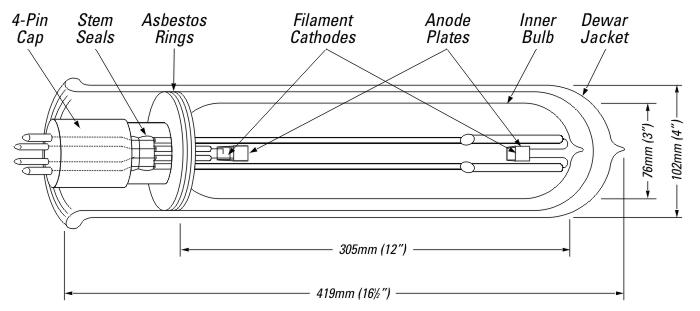 4-Pin
Cap
Stem
Seals
Asbestos
Rings
Filament
Cathodes
Anode
Plates
Inner
Bulb
Dewar
Jacket
76mm (3")
102mm (4")
305mm (12")
419mm (16½")